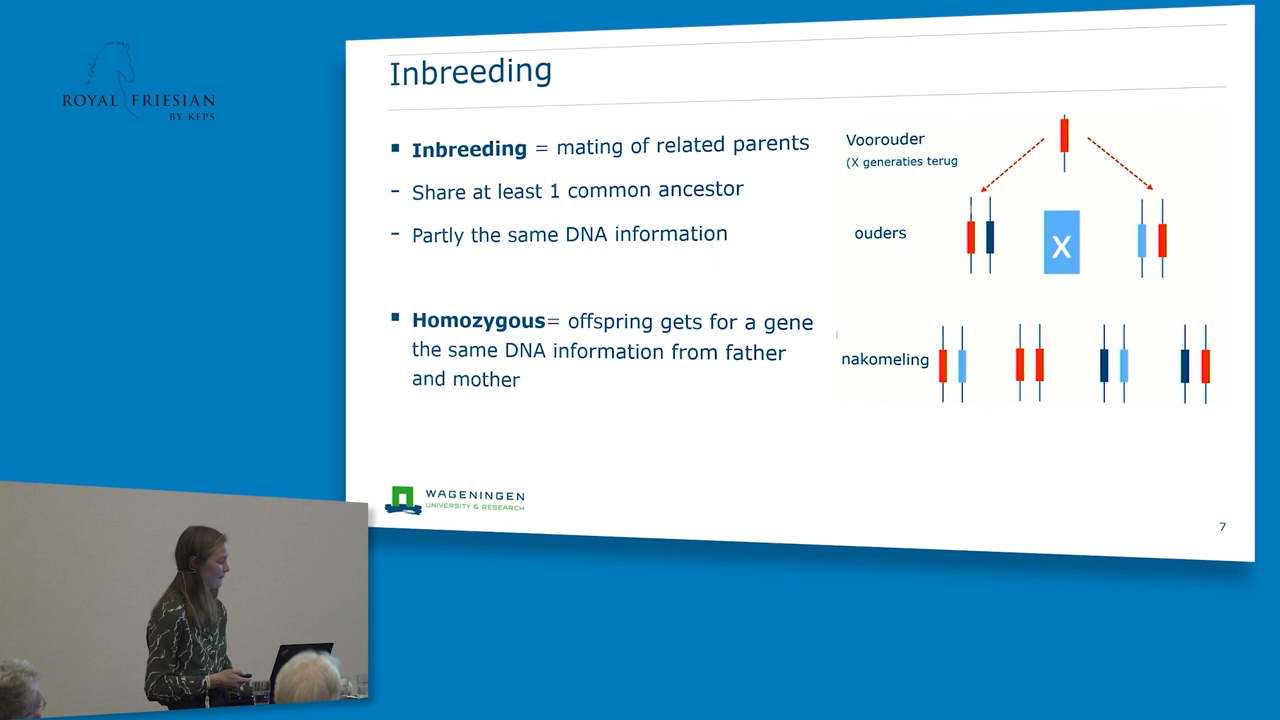 ROYAL FRIESIAN
BY KFPS
Inbreeding
▪ Inbreeding = mating of related parents
- Share at least 1 common ancestor
- Partly the same DNA information
▪ Homozygous= offspring gets for a gene
the same DNA information from father
and mother
Voorouder
(X generaties terug
ouders
X
nakomeling
WAGENINGEN
UNIVERSITY & RESEARCH
7